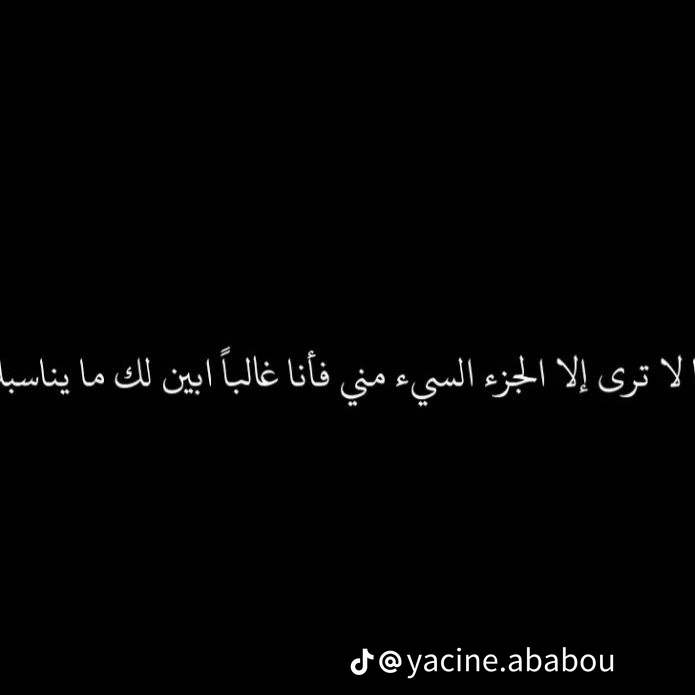 لا ترى إلا الجزء السيء مني فأنا غالباً ابين لك ما
@yacine.ababou